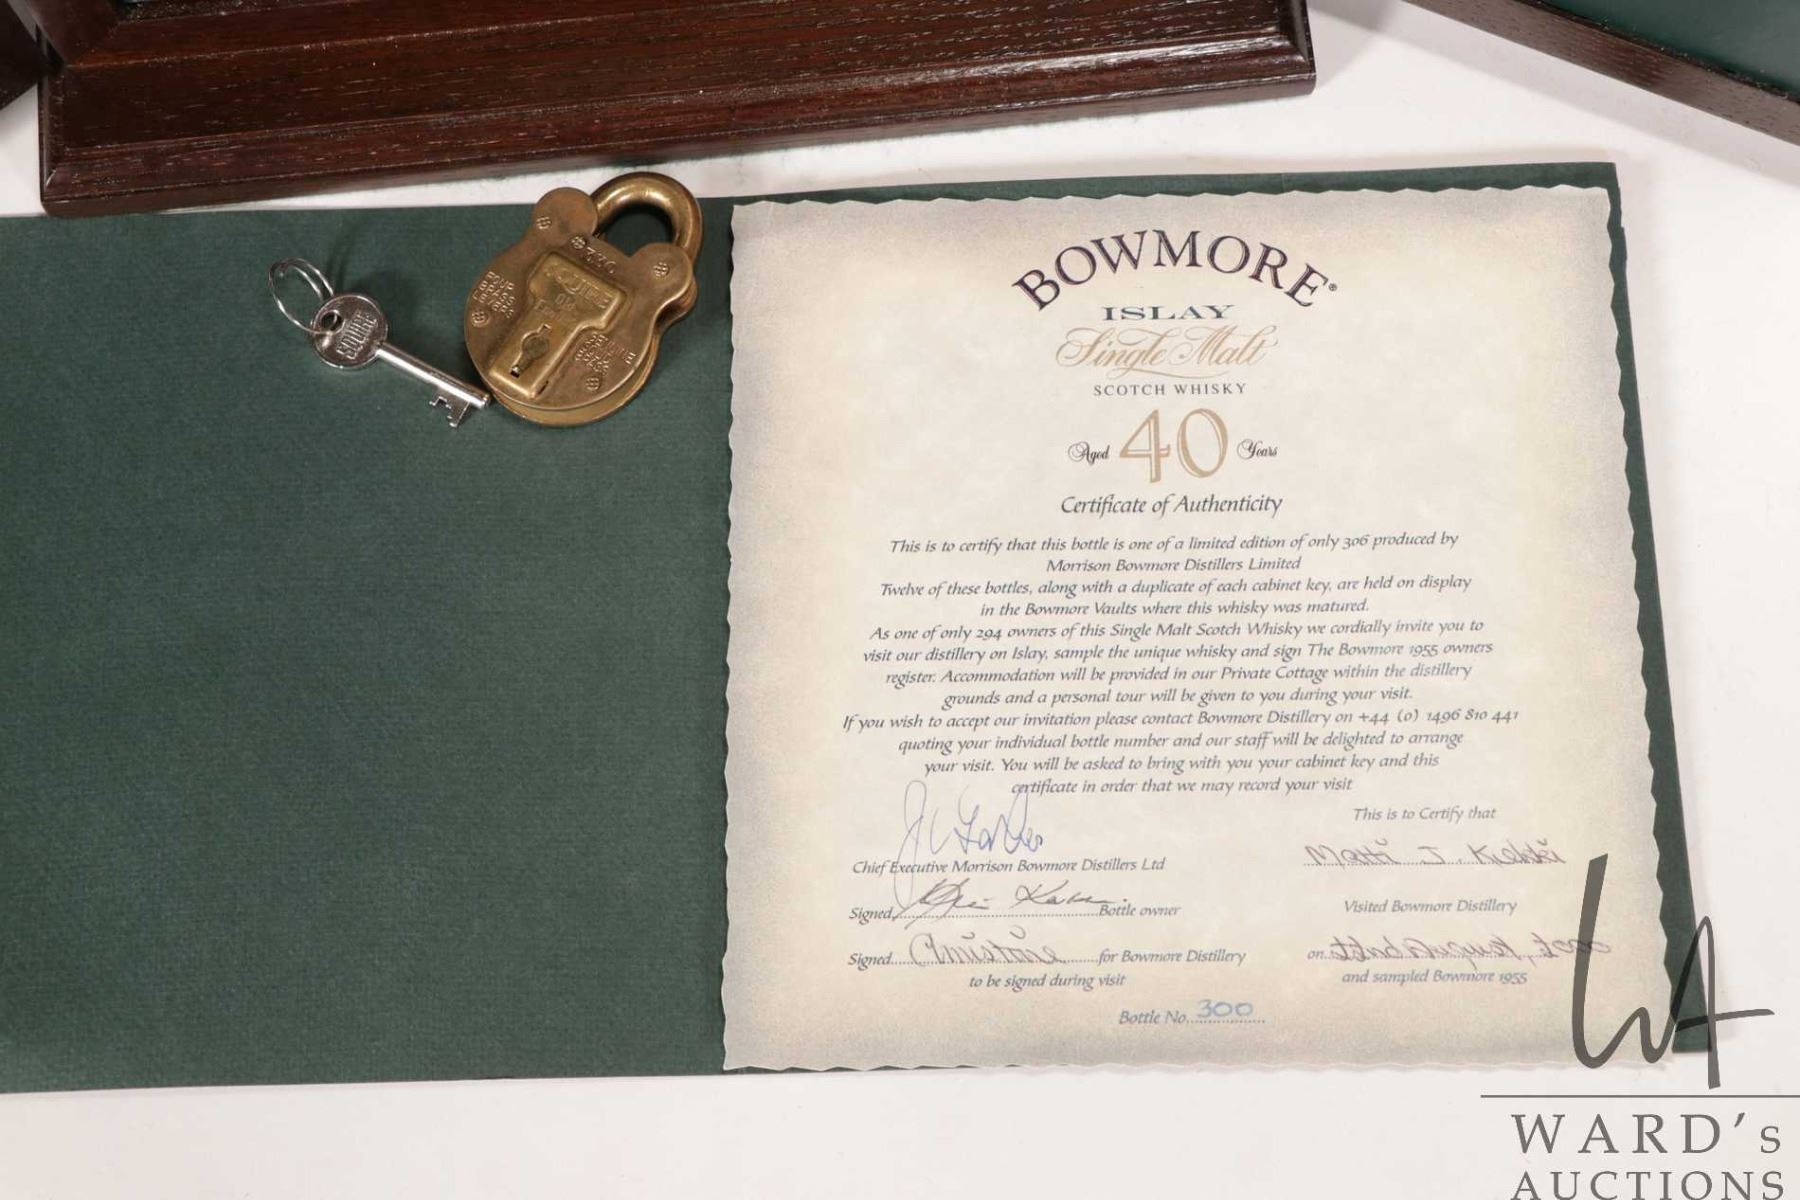 BOWMORE®
ISLAY
Single Malt
SCOTCH WHISKY
Aged 40 Years
Certificate of Authenticity
This is to certify that this bottle is one of a limited edition of only 306 produced by
Morrison Bowmore Distillers Limited
Twelve of these bottles, along with a duplicate of each cabinet key, are held on display
in the Bowmore Vaults where this whisky was matured.
As one of only 294 owners of this Single Malt Scotch Whisky we cordially invite you to
visit our distillery on Islay, sample the unique whisky and sign The Bowmore 1955 owners
register. Accommodation will be provided in our Private Cottage within the distillery
grounds and a personal tour will be given to you during your visit.
If you wish to accept our invitation please contact Bowmore Distillery on +44 (0) 1496 810 441
quoting your individual bottle number and our staff will be delighted to arrange
your visit. You will be asked to bring with you your cabinet key and this
certificate in order that we may record your visit
Chief Executive Morrison Bowmore Distillers Ltd
Signed Bottle owner
Signed Christine for Bowmore Distillery
to be signed during visit
This is to Certify that
Matti J.
Visited Bowmore Distillery
on 22nd August,
and sampled Bowmore 1955
Bottle No. 300
330
SQUIRE
OLD
SQUIRE
WARD's
AUCTIONS